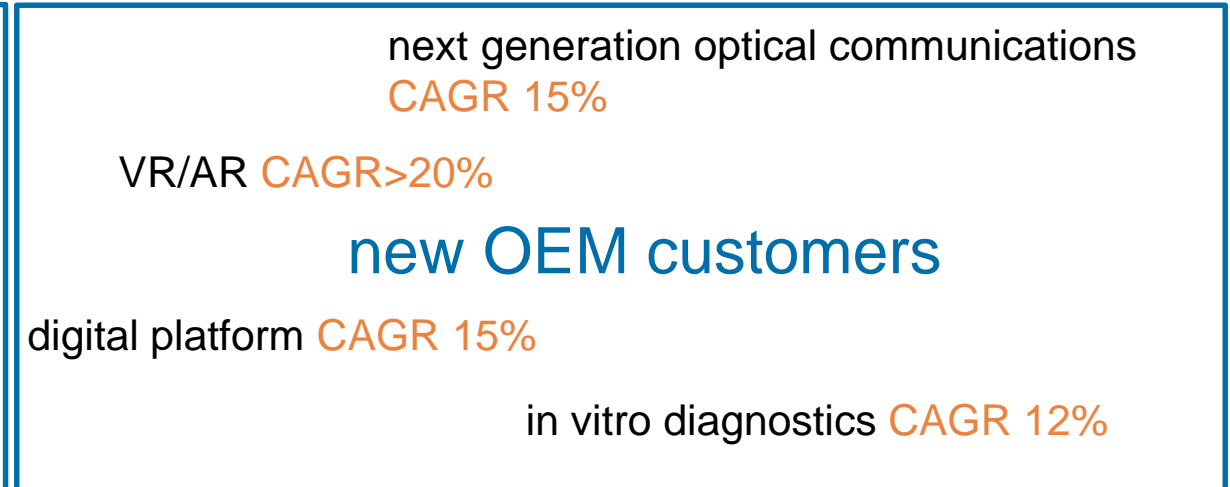 next generation optical communications
CAGR 15%
VR/AR CAGR>20%
new OEM customers
digital platform CAGR 15%
in vitro diagnostics CAGR 12%